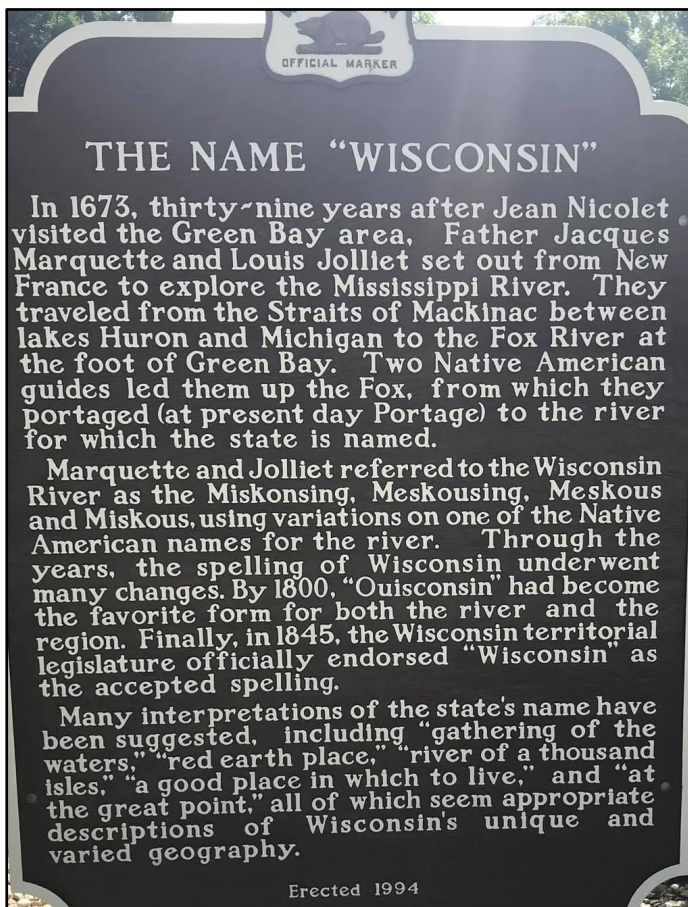 OFFICIAL MARKER
THE NAME “WISCONSIN”
In 1673, thirty-nine years after Jean Nicolet
visited the Green Bay area, Father Jacques
Marquette and Louis Jolliet set out from New
France to explore the Mississippi River. They
traveled from the Straits of Mackinac between
lakes Huron and Michigan to the Fox River at
the foot of Green Bay. Two Native American
guides led them up the Fox, from which they
portaged (at present day Portage) to the river
for which the state is named.
Marquette and Jolliet referred to the Wisconsin
River as the Miskonsing, Meskousing, Meskous
and Miskous, using variations on one of the Native
American names for the river. Through the
years, the spelling of Wisconsin underwent
many changes. By 1800, “Ouisconsin” had become
the favorite form for both the river and the
region. Finally, in 1845, the Wisconsin territorial
legislature officially endorsed “Wisconsin” as
the accepted spelling.
Many interpretations of the state's name have
been suggested, including “gathering of the
waters,” “red earth place,” “river of a thousand
isles,” “a good place in which to live,” and “at
the great point,” all of which seem appropriate
descriptions of Wisconsin's unique and
varied geography.
Erected 1994